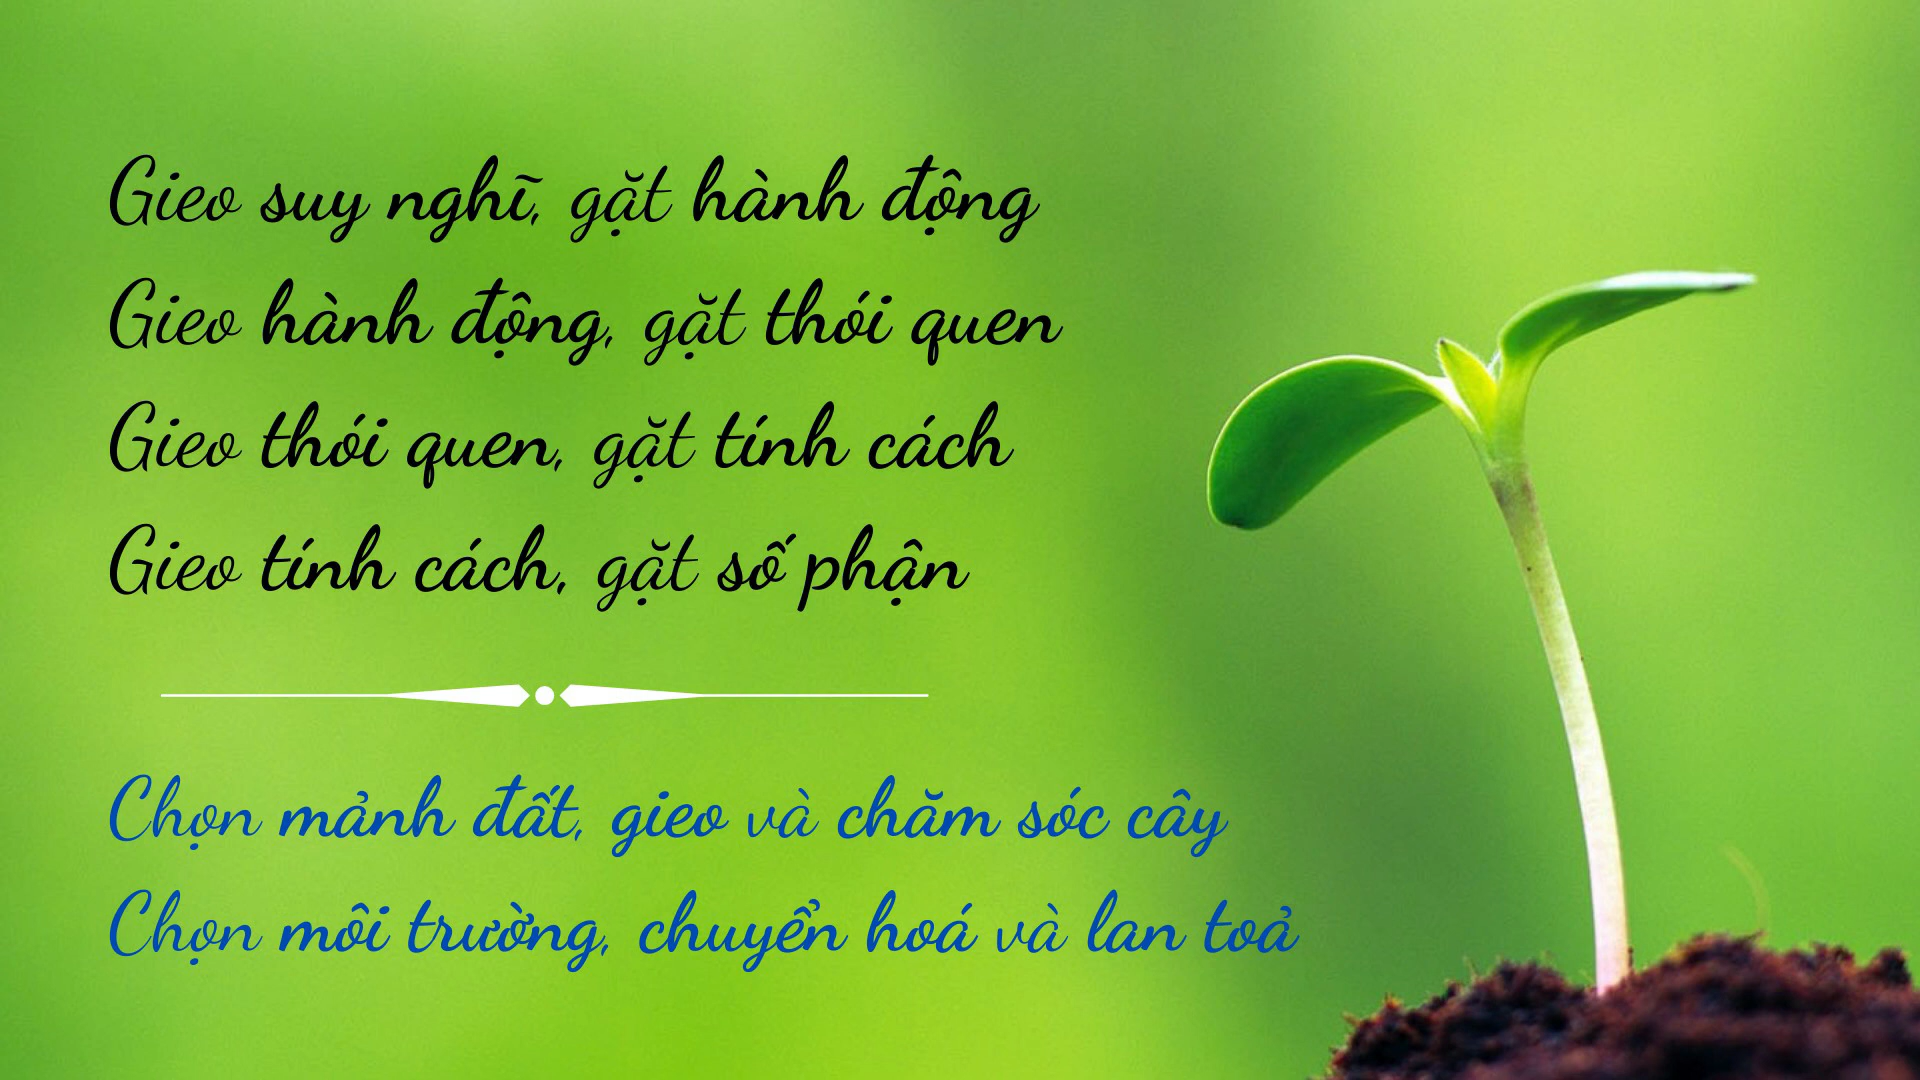 Gieo suy nghĩ, gặt hành động
Gieo hành động, gặt thói quen
Gieo thói quen, gặt tính cách
Gieo tính cách, gặt số phận
Chọn mảnh đất, gieo và chăm sóc cây
Chọn môi trường, chuyển hoá và lan toả